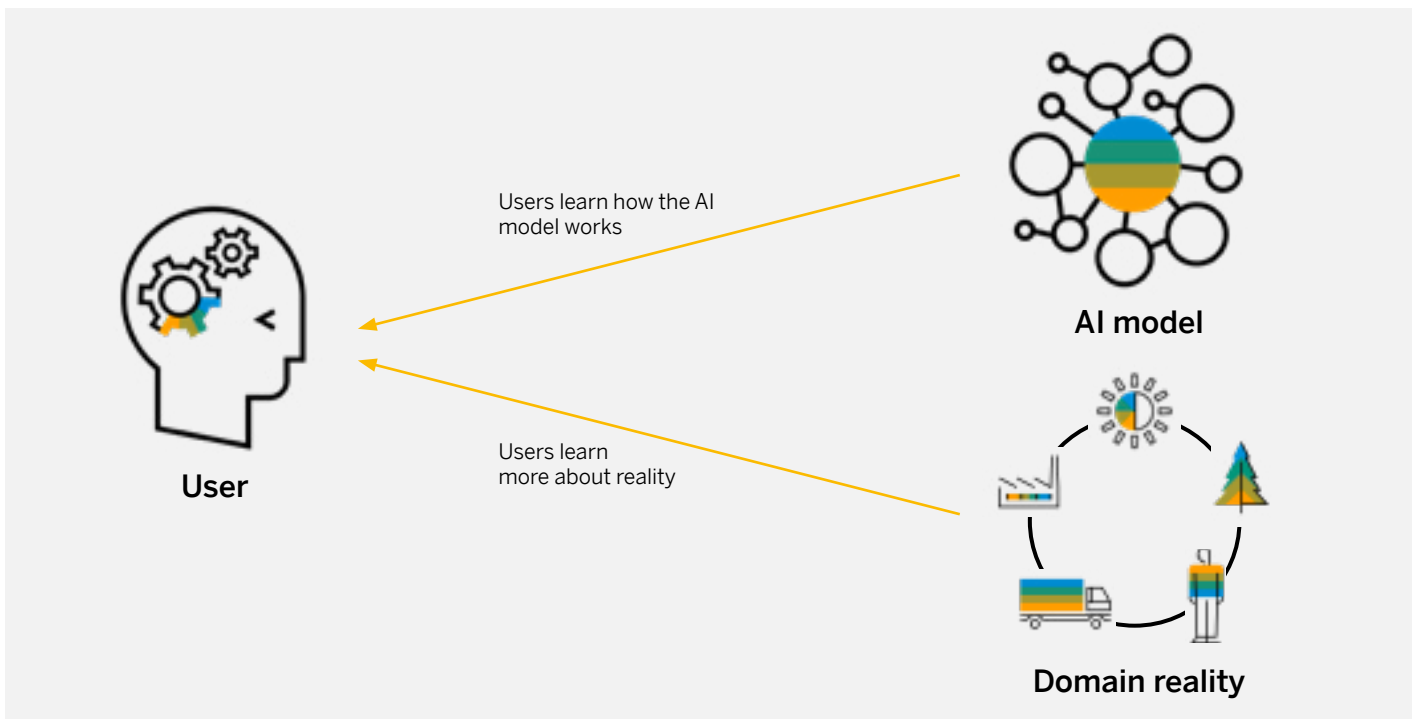 Users learn how the AI
model works
AI model
User
Users learn
more about reality
Domain reality